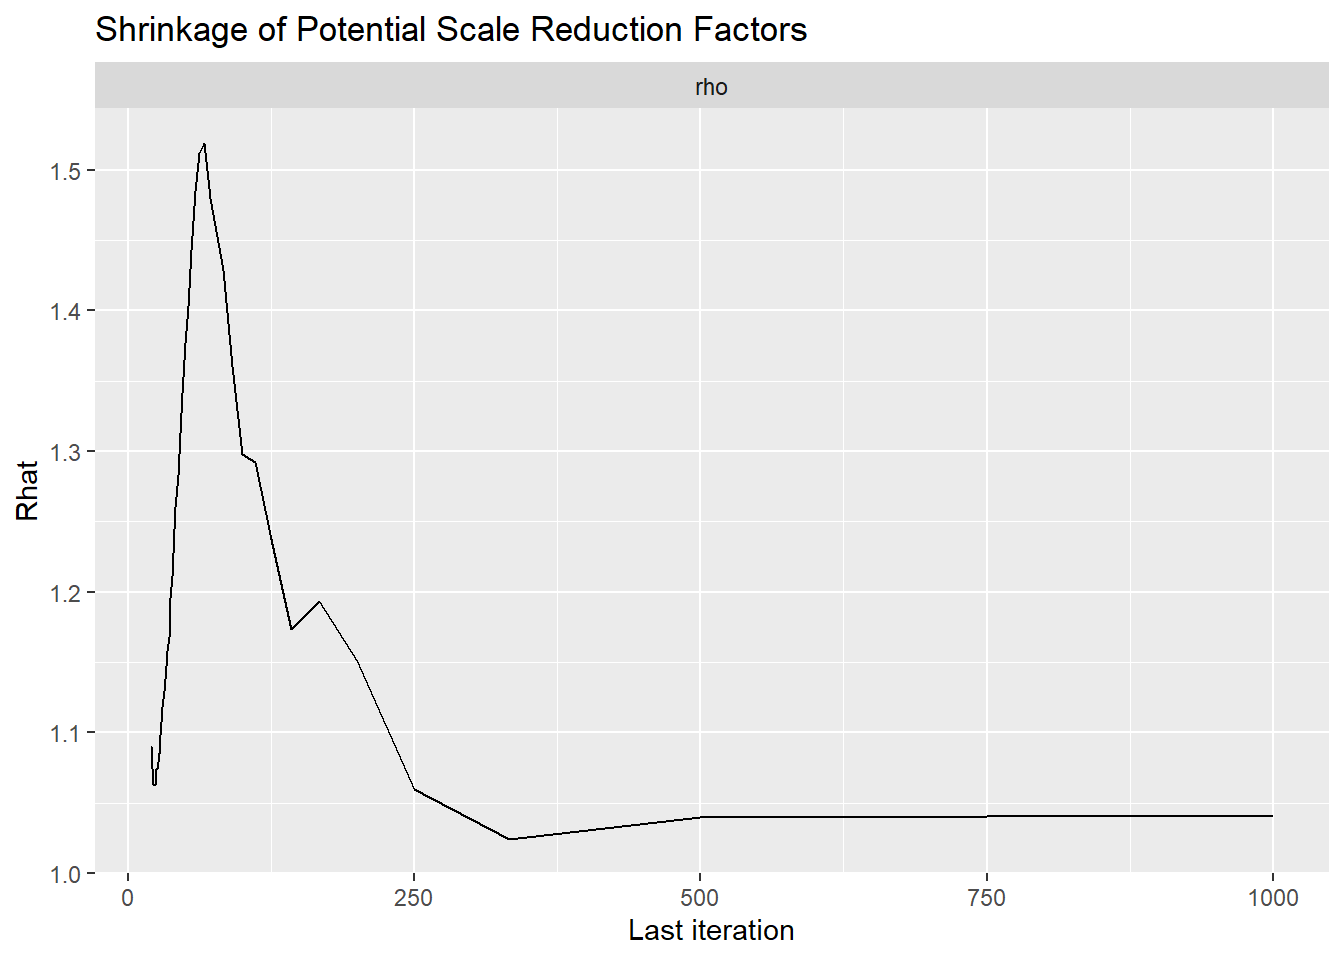 Shrinkage of Potential Scale Reduction Factors
rho
Rhat
1.5
1.4
1.3
1.2
1.1
1.0
0 250 500 750 1000
Last iteration